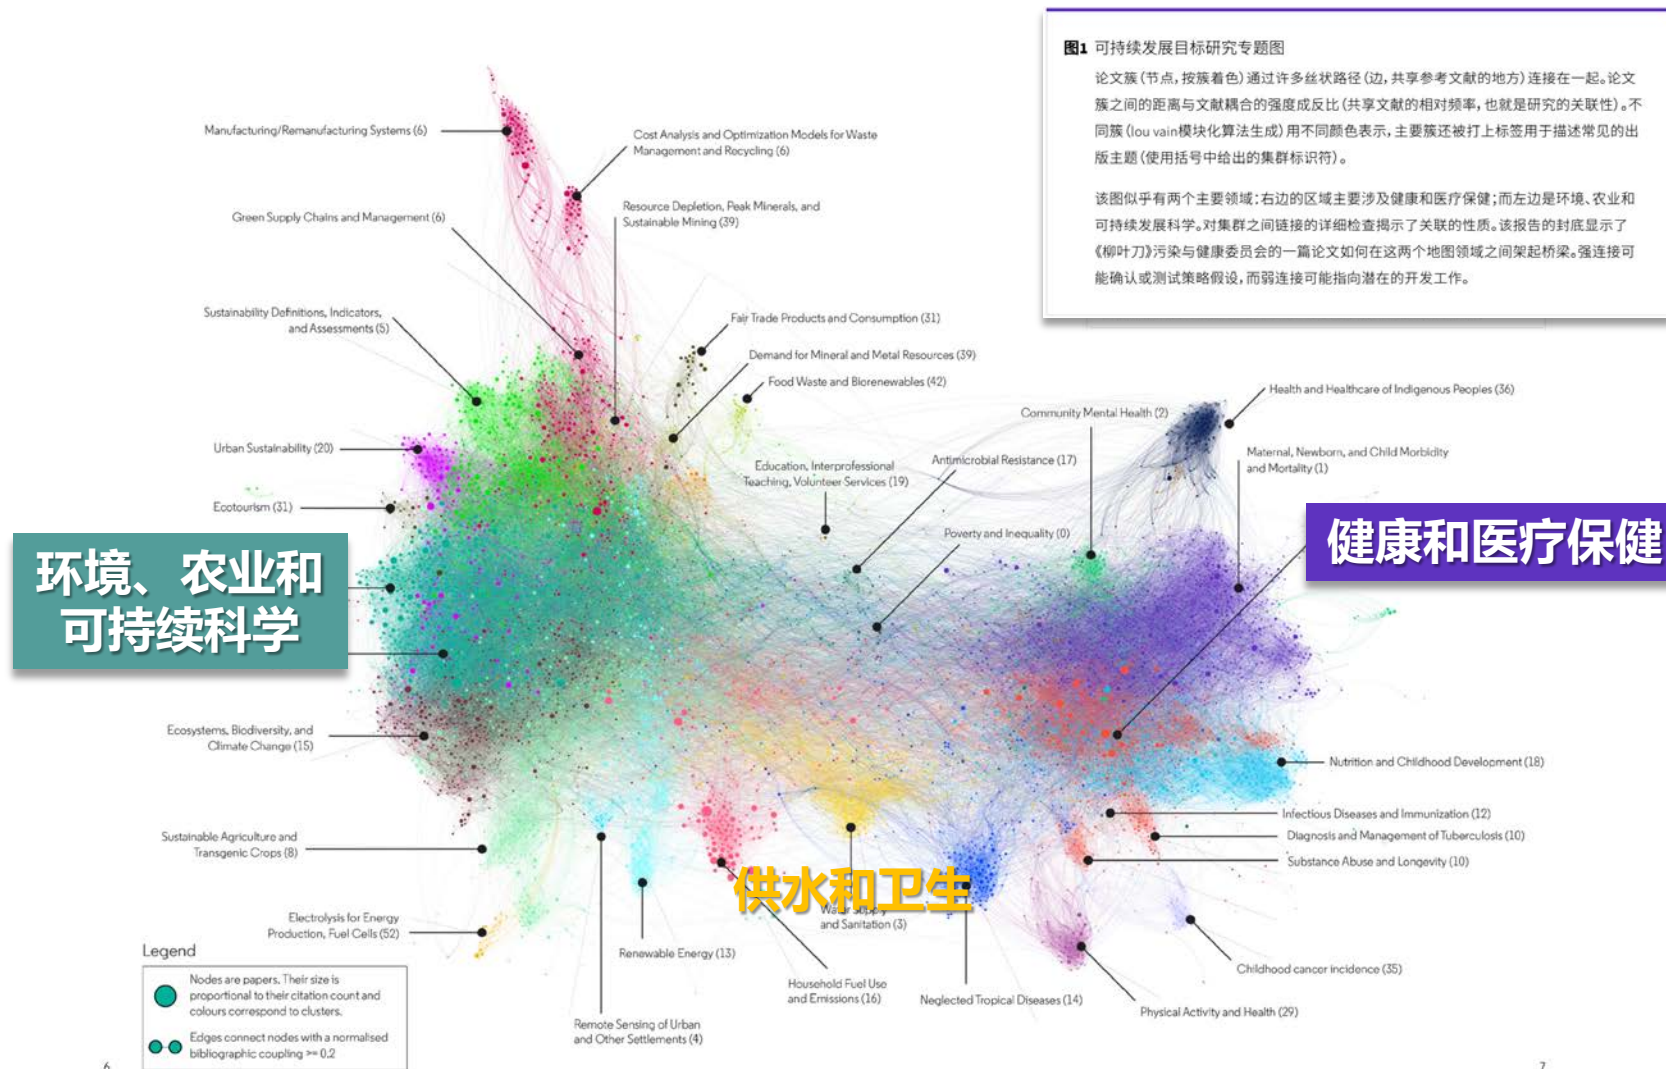 图1 可持续发展目标研究专题图
论文簇(节点,按簇着色)通过许多丝状路径(边,共享参考文献的地方)连接在一起。论文
簇之间的距离与文献耦合的强度成反比(共享文献的相对频率,也就是研究的关联性)。不
同簇(lou vain模块化算法生成)用不同颜色表示,主要簇还被打上标签用于描述常见的出
版主题(使用括号中给出的集群标识符)。
该图似乎有两个主要领域:右边的区域主要涉及健康和医疗保健;而左边是环境、农业和
可持续发展科学。对集群之间链接的详细检查揭示了关联的性质。该报告的封底显示了
《柳叶刀》污染与健康委员会的一篇论文如何在这两个地图领域之间架起桥梁。强连接可
能确认或测试策略假设,而弱连接可能指向潜在的开发工作。
Manufacturing/Remanufacturing Systems (6)
Cost Analysis and Optimization Models for Waste
Management and Recycling (6)
Green Supply Chains and Management (6)
Resource Depletion, Peak Minerals, and
Sustainable Mining (39)
Sustainability Definitions, Indicators,
and Assessments (5)
Fair Trade Products and Consumption (31)
Demand for Mineral and Metal Resources (39)
Food Waste and Biorenewables (42)
Health and Healthcare of Indigenous Peoples (36)
Community Mental Health (2)
Urban Sustainability (20)
Maternal, Newborn, and Child Morbidity
and Mortality (1)
Education, Interprofessional
Teaching, Volunteer Services (19)
Antimicrobial Resistance (17)
Ecotourism (31)
Poverty and Inequality (0)
环境、农业和
可持续科学
健康和医疗保健
Ecosystems, Biodiversity, and
Climate Change (15)
Nutrition and Childhood Development (18)
Infectious Diseases and Immunization (12)
Diagnosis and Management of Tuberculosis (10)
Substance Abuse and Longevity (10)
Sustainable Agriculture and
Transgenic Crops (8)
供水和卫生
Water Supply
and Sanitation (3)
Electrolysis for Energy
Production, Fuel Cells (52)
Renewable Energy (13)
Household Fuel Use
and Emissions (16)
Neglected Tropical Diseases (14)
Childhood cancer incidence (35)
Physical Activity and Health (29)
Remote Sensing of Urban
and Other Settlements (4)
Legend
Nodes are papers. Their size is
proportional to their citation count and
colours correspond to clusters.
Edges connect nodes with a normalised
bibliographic coupling >= 0.2
6
7